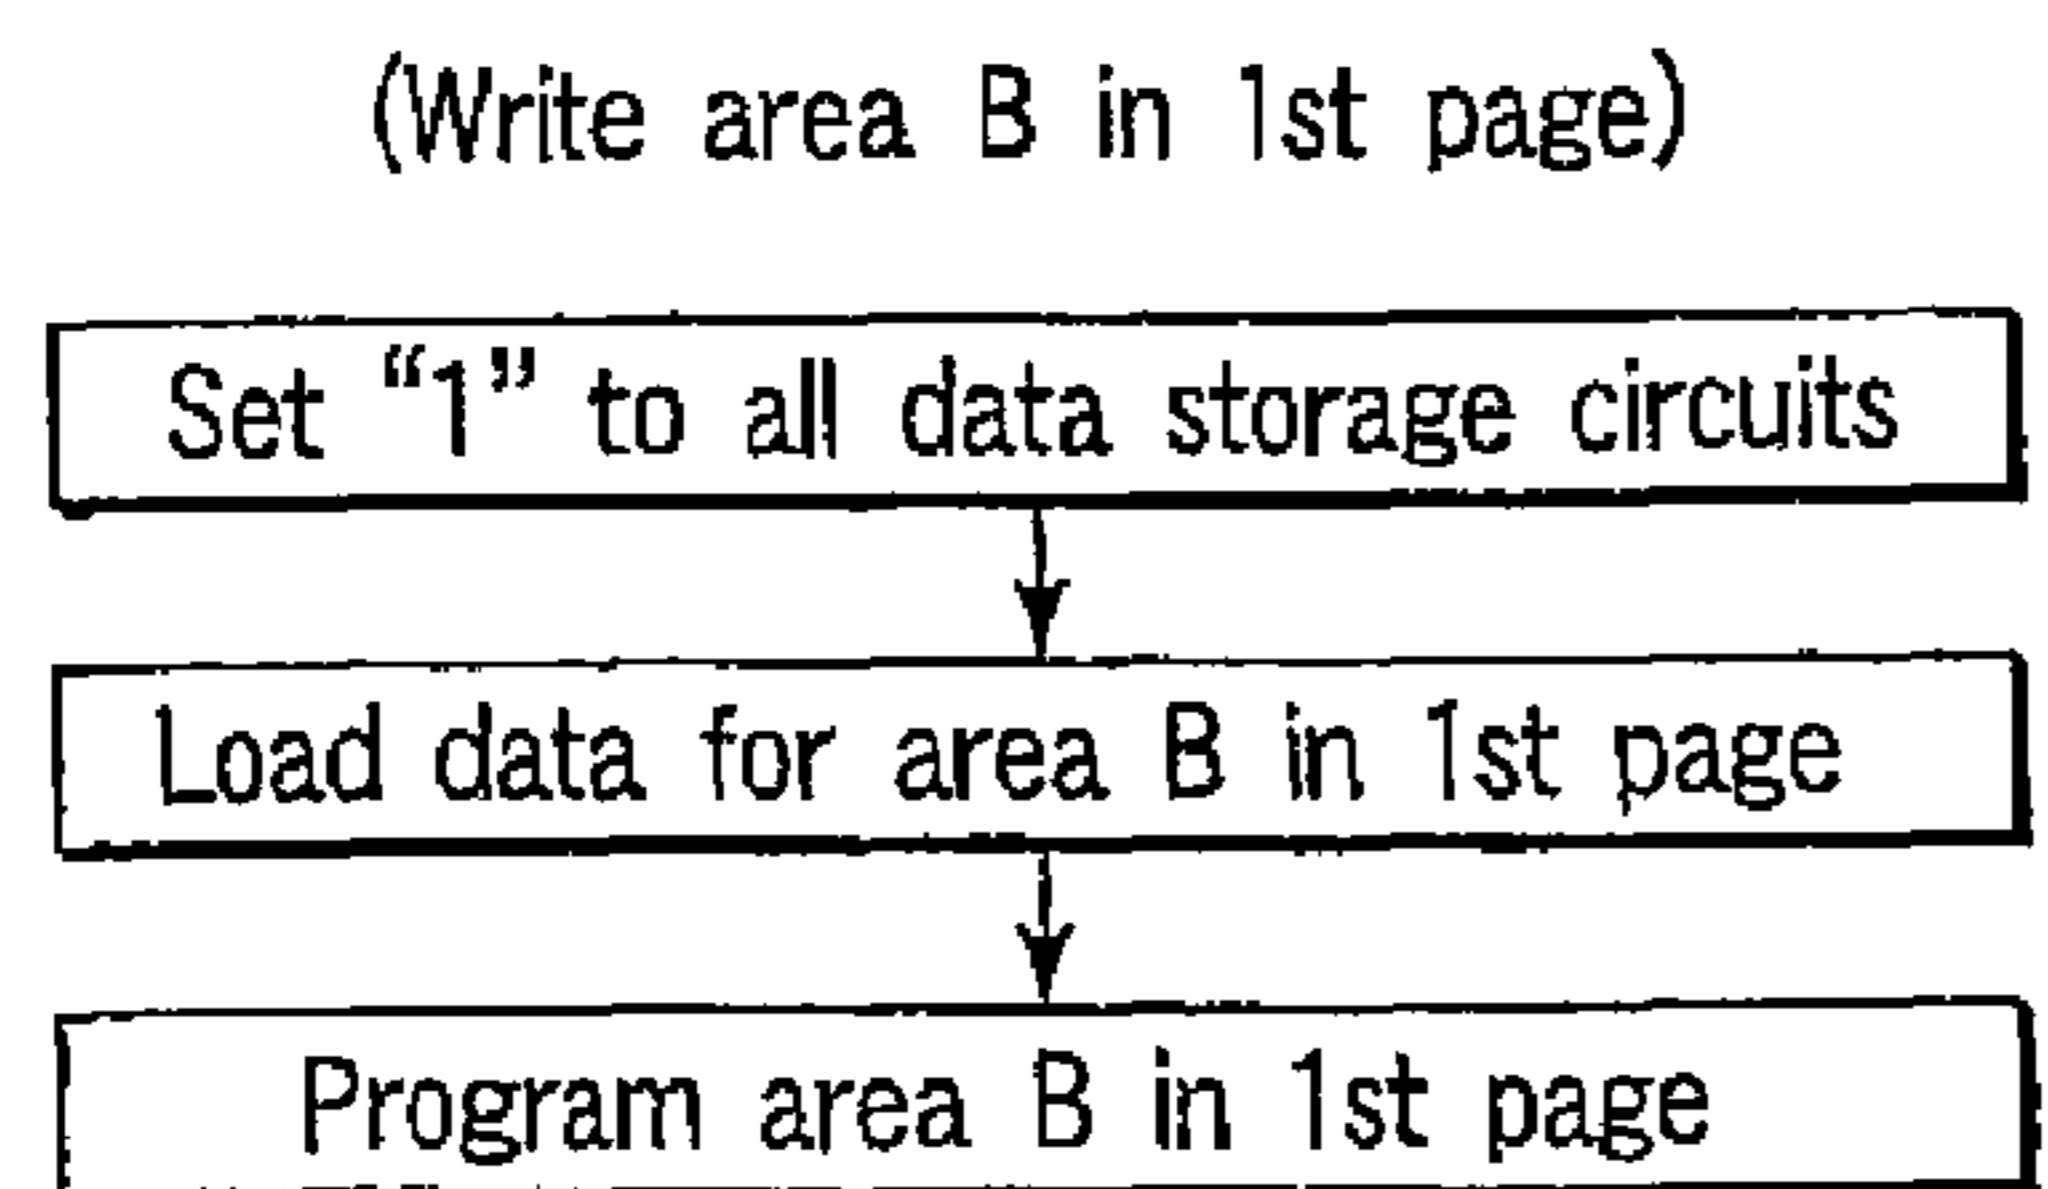 (Write area B in 1st page)
Set “1” to all data storage circuits
Load data for area B in 1st page
Program area B in 1st page